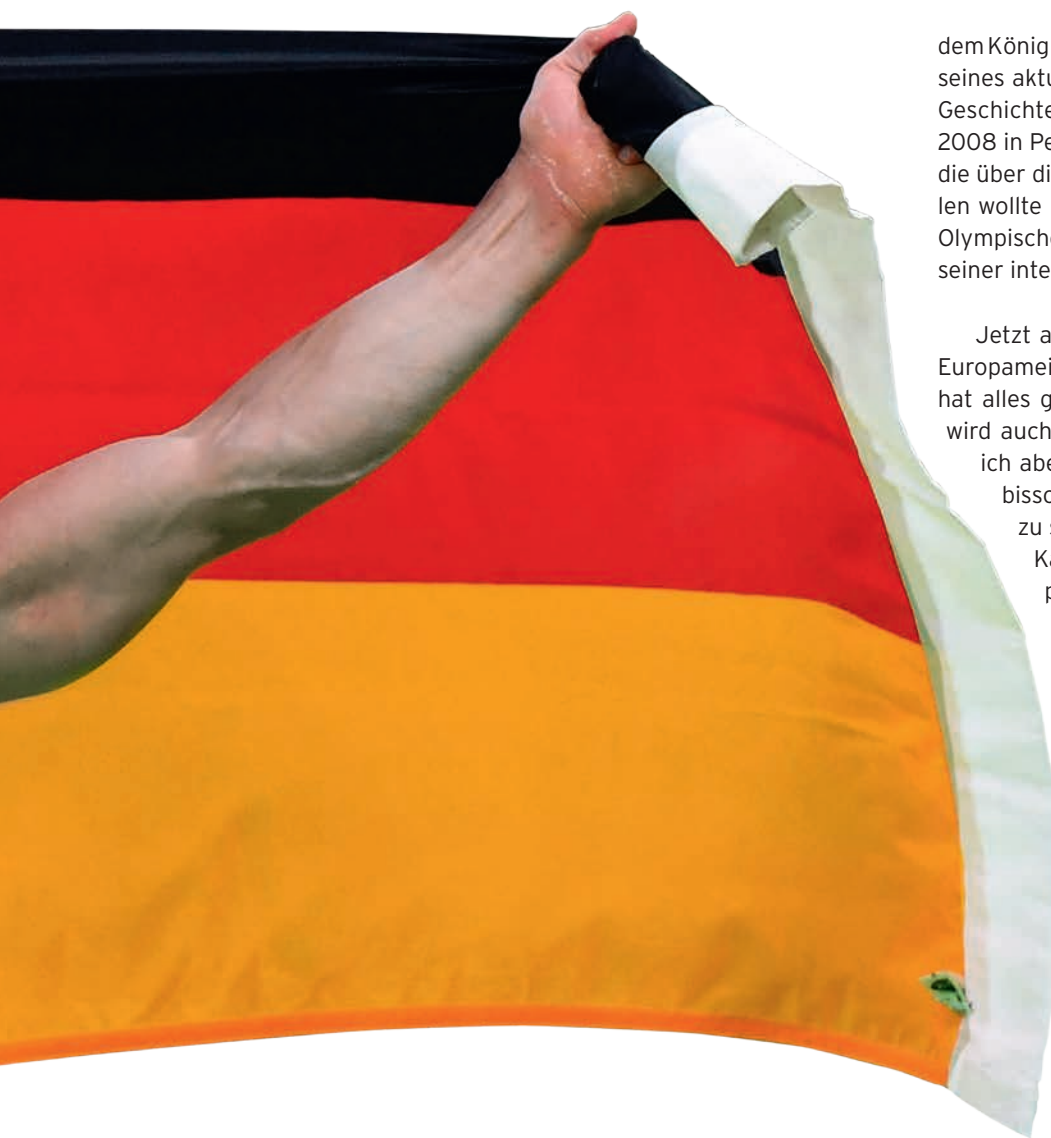 dem König
seines aktu
Geschichte
2008 in Pe
die über di
len wollte
Olympische
seiner inte
Jetzt a
Europamei
hat alles g
wird auch
ich abe
bissc
zu s
Ka
p